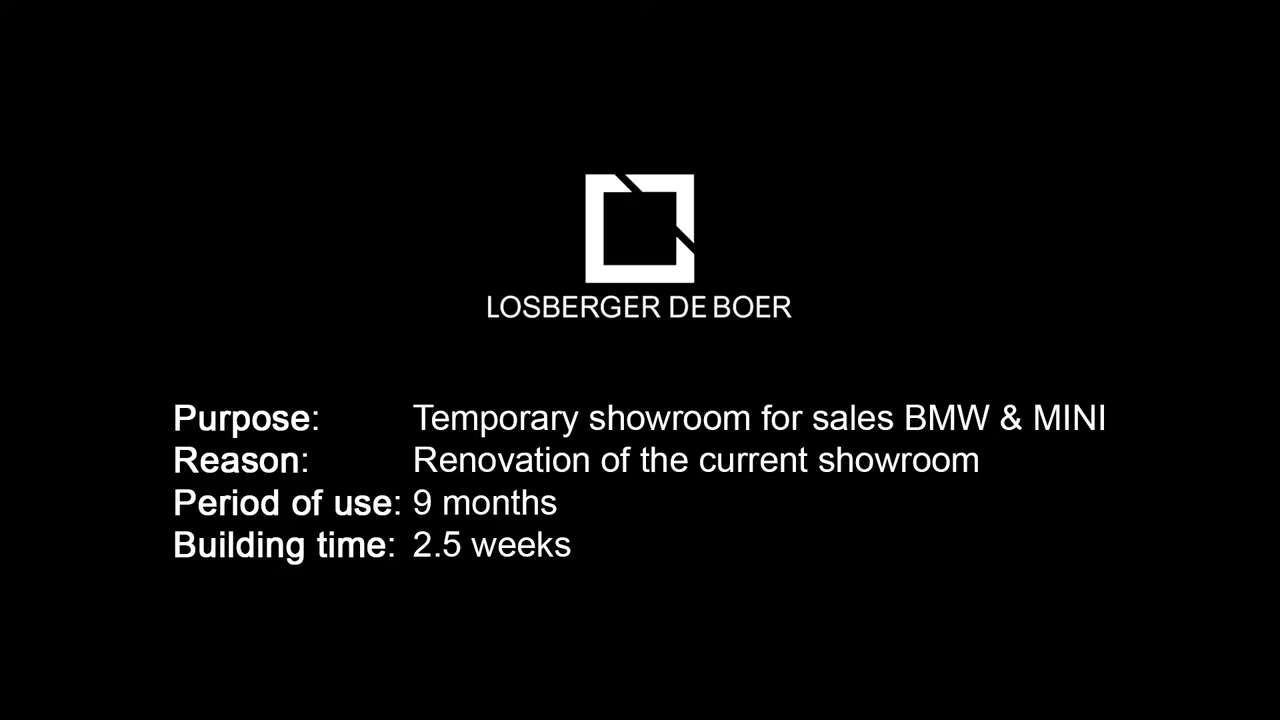 LOSBERGER DE BOER
Purpose: Temporary showroom for sales BMW & MINI
Reason: Renovation of the current showroom
Period of use: 9 months
Building time: 2.5 weeks